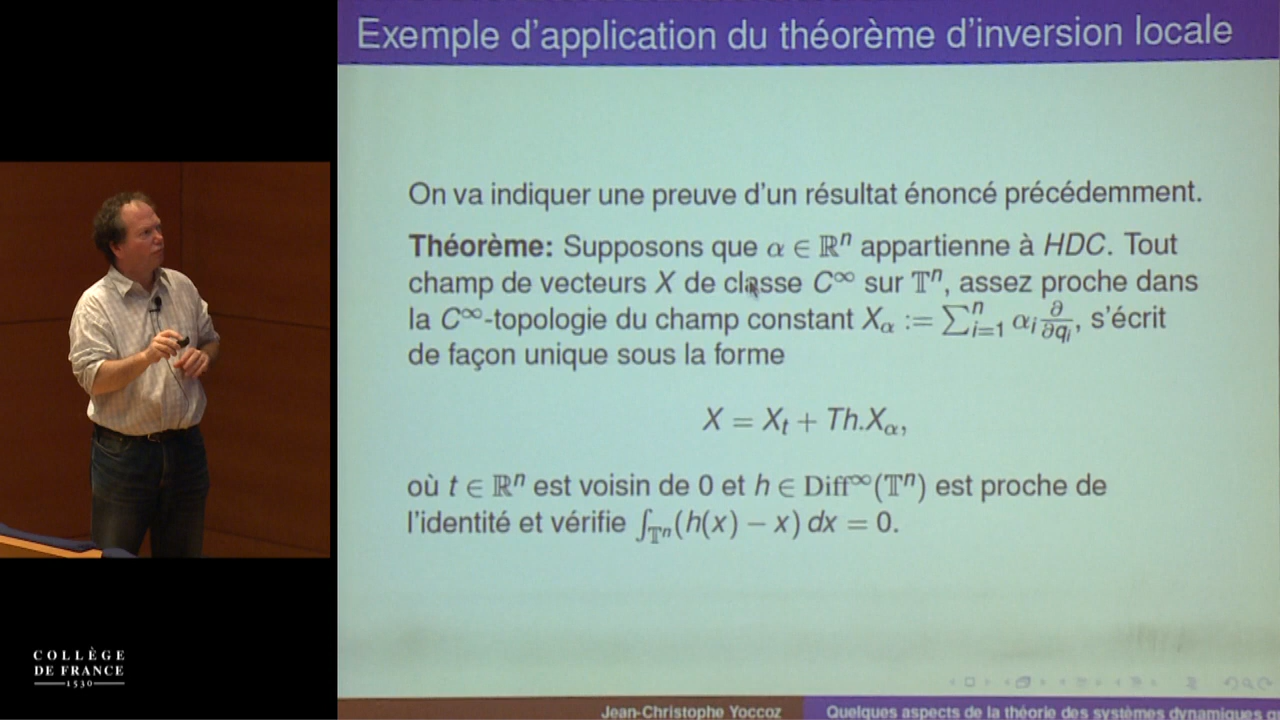 Exemple d'application du théorème d'inversion locale
On va indiquer une preuve d'un résultat énoncé précédemment.
Théorème: Supposons que α ∈ ℝⁿ appartienne à HDC. Tout
champ de vecteurs X de classe C∞ sur 𝕋ⁿ, assez proche dans
la C∞-topologie du champ constant Xα := ∑ⁿᵢ₌₁ αᵢ ∂/∂qᵢ, s'écrit
de façon unique sous la forme
X = Xₜ + Th.Xα,
où t ∈ ℝⁿ est voisin de 0 et h ∈ Diff∞(𝕋ⁿ) est proche de
l'identité et vérifie ∫𝕋ⁿ(h(x) − x) dx = 0.
COLLÈGE
DE FRANCE
1530
Jean-Christophe Yoccoz
Quelques aspects de la théorie des systèmes dynamiques